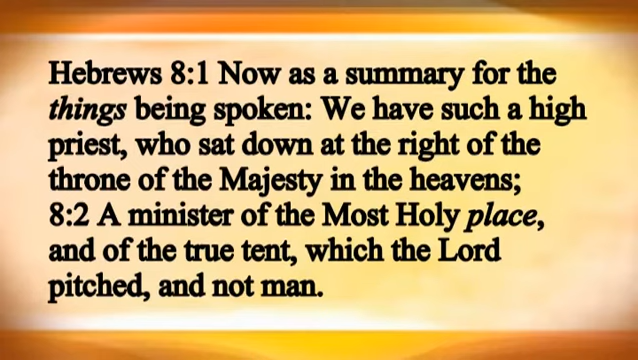 Hebrews 8:1 Now as a summary for the
things being spoken: We have such a high
priest, who sat down at the right of the
throne of the Majesty in the heavens;
8:2 A minister of the Most Holy place,
and of the true tent, which the Lord
pitched, and not man.